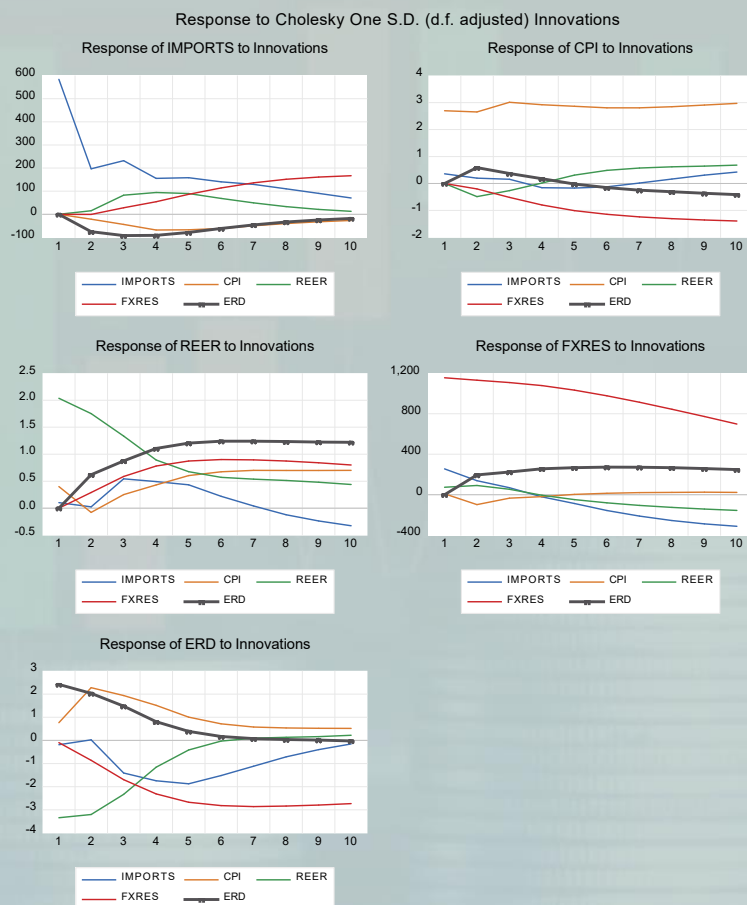 Response to Cholesky One S.D. (d.f. adjusted) Innovations
Response of IMPORTS to Innovations
600
500
400
300
200
100
0
-100
1 2 3 4 5 6 7 8 9 10
IMPORTS CPI REER
FXRES ERD
Response of CPI to Innovations
4
3
2
1
0
-1
-2
1 2 3 4 5 6 7 8 9 10
IMPORTS CPI REER
FXRES ERD
Response of REER to Innovations
2.5
2.0
1.5
1.0
0.5
0.0
-0.5
1 2 3 4 5 6 7 8 9 10
IMPORTS CPI REER
FXRES ERD
Response of FXRES to Innovations
1,200
800
400
0
-400
1 2 3 4 5 6 7 8 9 10
IMPORTS CPI REER
FXRES ERD
Response of ERD to Innovations
3
2
1
0
-1
-2
-3
-4
1 2 3 4 5 6 7 8 9 10
IMPORTS CPI REER
FXRES ERD